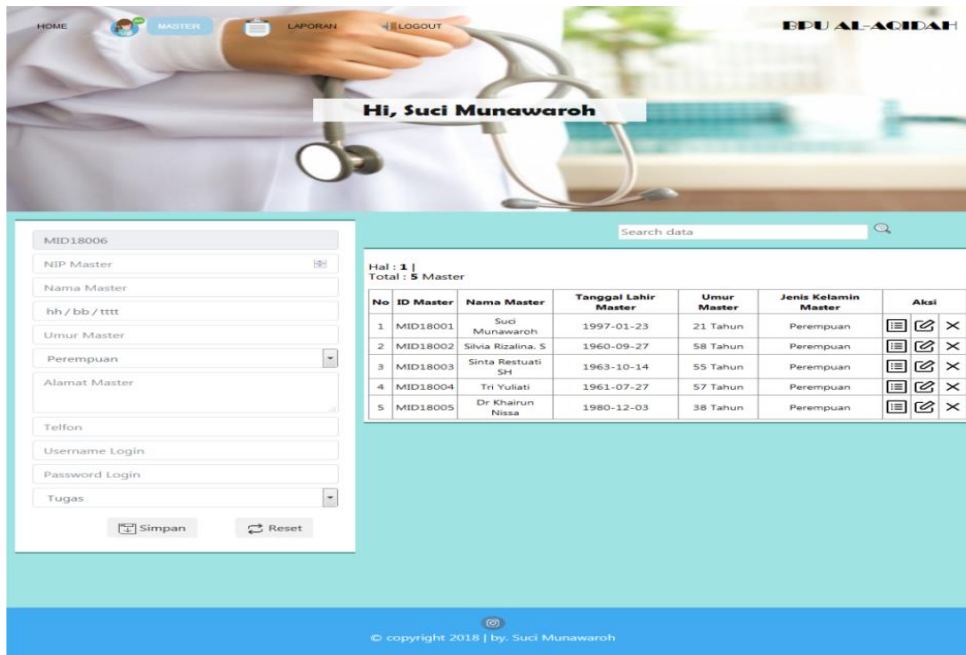 HOME MASTER LAPORAN LOGOUT BPU AL-AQIDAH
Hi, Suci Munawaroh
MID18006
NIP Master
Nama Master
hh / bb / tttt
Umur Master
Perempuan
Alamat Master
Telfon
Username Login
Password Login
Tugas
Simpan Reset
Search data
Hal : 1 |
Total : 5 Master
No ID Master Nama Master Tanggal Lahir Master Umur Master Jenis Kelamin Master Aksi
1 MID18001 Suci Munawaroh 1997-01-23 21 Tahun Perempuan
2 MID18002 Silvia Rizalina. S 1960-09-27 58 Tahun Perempuan
3 MID18003 Sinta Restuati SH 1963-10-14 55 Tahun Perempuan
4 MID18004 Tri Yuliati 1961-07-27 57 Tahun Perempuan
5 MID18005 Dr Khairun Nissa 1980-12-03 38 Tahun Perempuan
© copyright 2018 | by. Suci Munawaroh